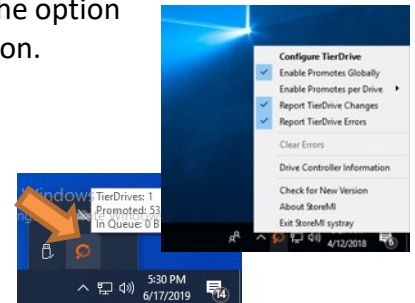 he option
on.
Configure TierDrive
Enable Promotes Globally
Enable Promotes per Drive
Report TierDrive Changes
Report TierDrive Errors
Clear Errors
Drive Controller Information
Check for New Version
About StoreMI
Exit StoreMI systray
4/12/2018
6
Windows
TierDrives: 1
Promoted: 53
In Queue: 0 B
5:30 PM
6/17/2019
14